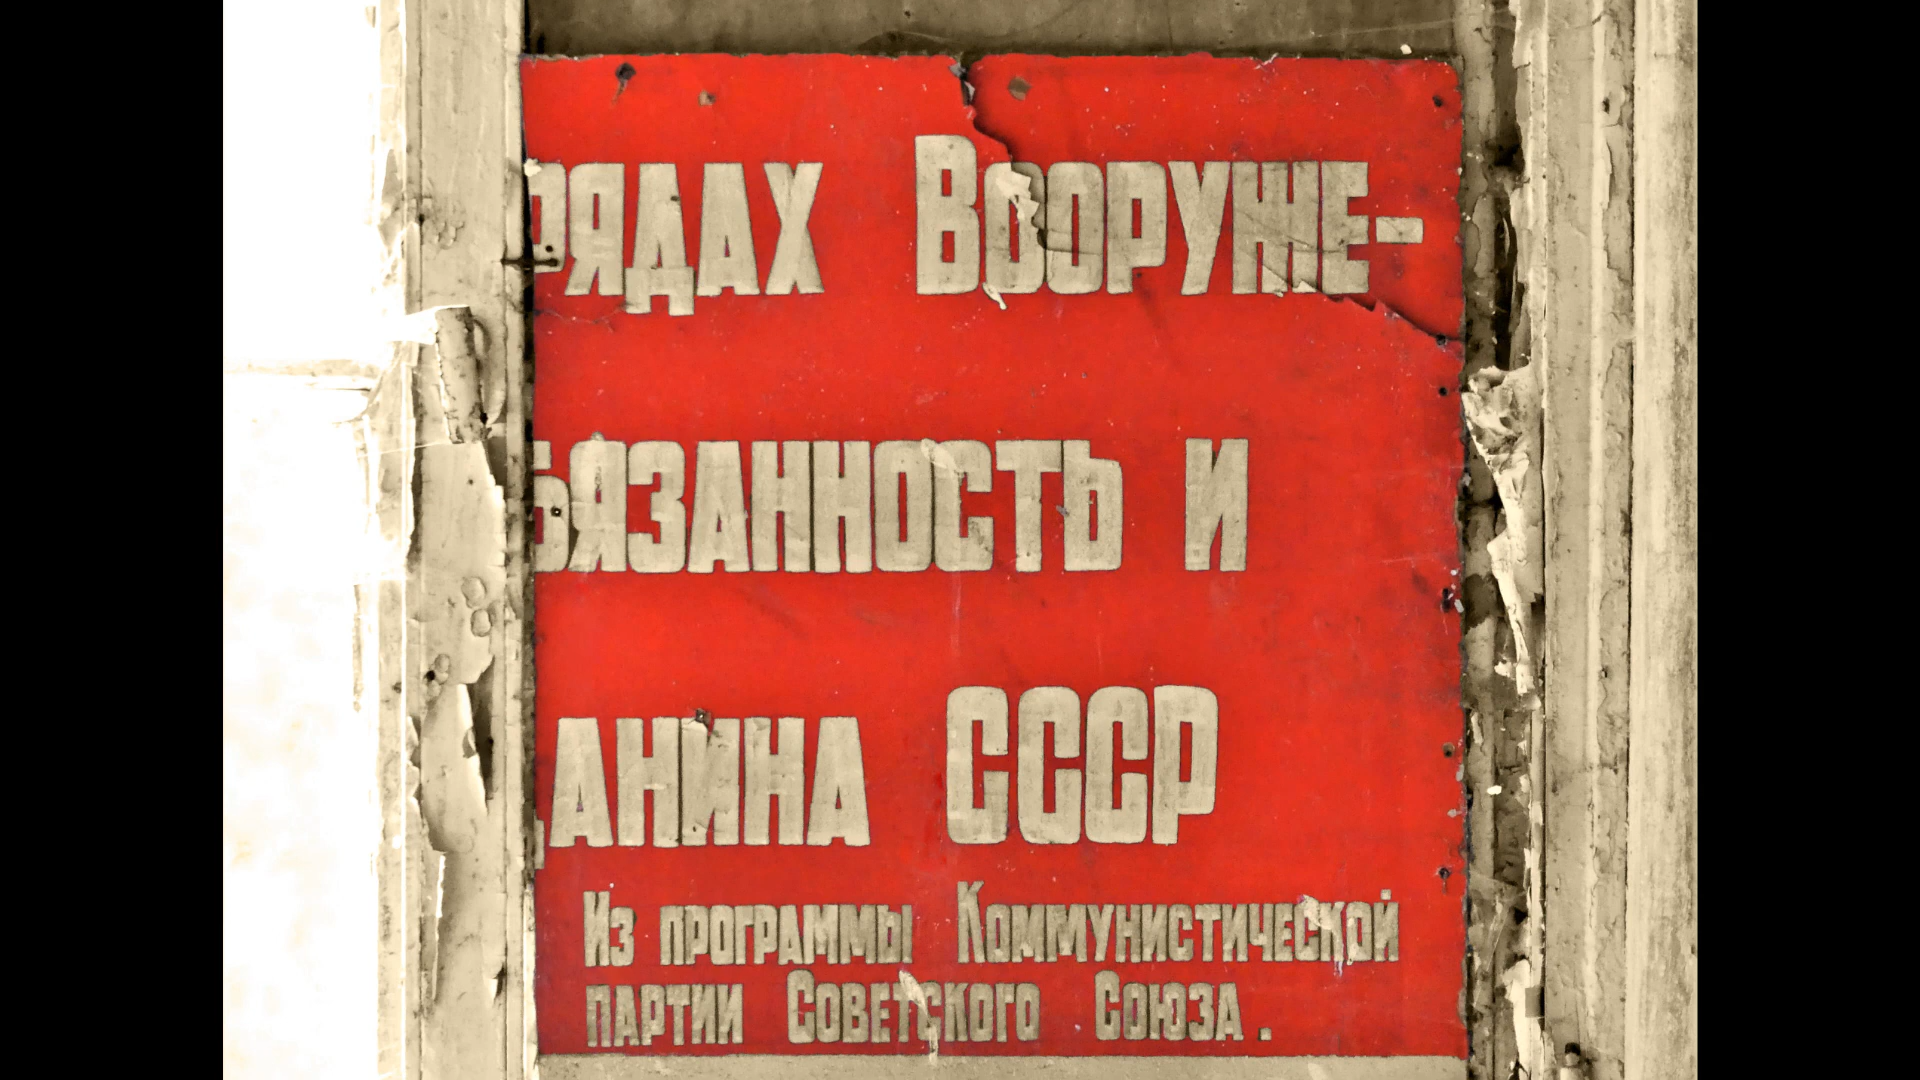 рядах Вооруже-
бязанность и
данина СССР
Из программы Коммунистической
партии Советского Союза.